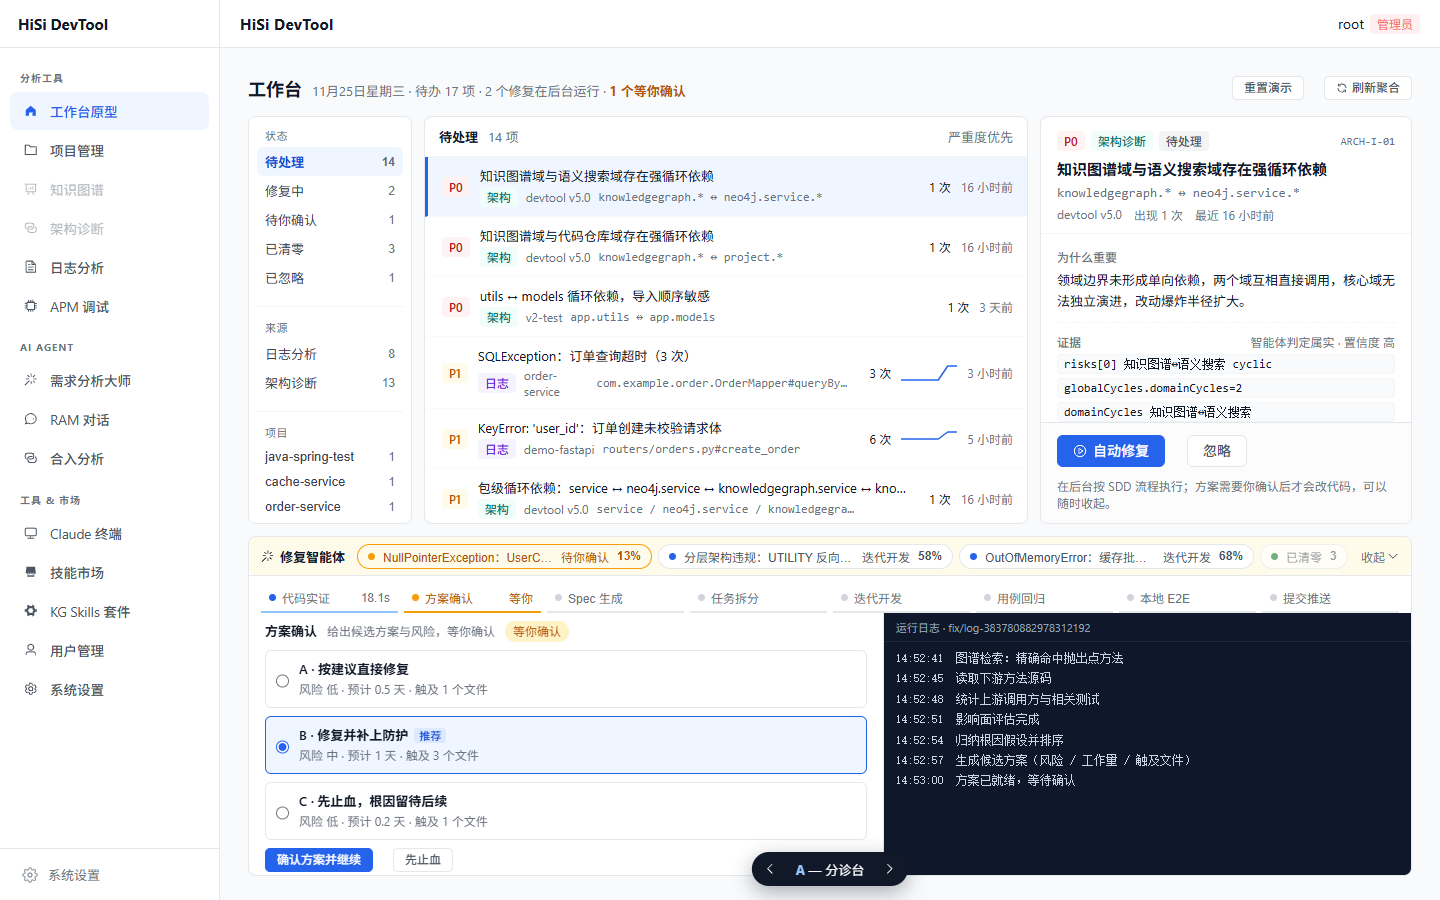 HiSi DevTool
HiSi DevTool
root 管理员
分析工具
工作台原型
项目管理
知识图谱
架构诊断
日志分析
APM 调试
AI AGENT
需求分析大师
RAM 对话
合入分析
工具 & 市场
Claude 终端
技能市场
KG Skills 套件
用户管理
系统设置
系统设置
工作台 11月25日星期三 · 待办 17 项 · 2 个修复在后台运行 · 1 个等你确认
重置演示 刷新聚合
状态
待处理 14
修复中 2
待你确认 1
已清零 3
已忽略 1
来源
日志分析 8
架构诊断 13
项目
java-spring-test 1
cache-service 1
order-service 1
待处理 14 项 严重度优先
P0 知识图谱域与语义搜索域存在强循环依赖 1 次 16 小时前
架构 devtool v5.0 knowledgegraph.* ↔ neo4j.service.*
P0 知识图谱域与代码仓库域存在强循环依赖 1 次 16 小时前
架构 devtool v5.0 knowledgegraph.* ↔ project.*
P0 utils ↔ models 循环依赖，导入顺序敏感 1 次 3 天前
架构 v2-test app.utils ↔ app.models
P1 SQLException：订单查询超时（3 次） 3 次 3 小时前
日志 order-service com.example.order.OrderMapper#queryBy…
P1 KeyError: 'user_id'：订单创建未校验请求体 6 次 5 小时前
日志 demo-fastapi routers/orders.py#create_order
P1 包级循环依赖：service ↔ neo4j.service ↔ knowledgegraph.service ↔ kno… 1 次 16 小时前
架构 devtool v5.0 service / neo4j.service / knowledgegra…
P0 架构诊断 待处理 ARCH-I-01
知识图谱域与语义搜索域存在强循环依赖
knowledgegraph.* ↔ neo4j.service.*
devtool v5.0 出现 1 次 最近 16 小时前
为什么重要
领域边界未形成单向依赖，两个域互相直接调用，核心域无
法独立演进，改动爆炸半径扩大。
证据 智能体判定属实 · 置信度 高
risks[0] 知识图谱↔语义搜索 cyclic
globalCycles.domainCycles=2
domainCycles 知识图谱↔语义搜索
自动修复 忽略
在后台按 SDD 流程执行；方案需要你确认后才会改代码，可以
随时收起。
修复智能体 NullPointerException：UserC… 待你确认 13% 分层架构违规：UTILITY 反向… 迭代开发 58% OutOfMemoryError：缓存批… 迭代开发 68% 已清零 3 收起
代码实证 18.1s 方案确认 等你 Spec 生成 任务拆分 迭代开发 用例回归 本地 E2E 提交推送
方案确认 给出候选方案与风险，等你确认 等你确认
A · 按建议直接修复
风险 低 · 预计 0.5 天 · 触及 1 个文件
B · 修复并补上防护 推荐
风险 中 · 预计 1 天 · 触及 3 个文件
C · 先止血，根因留待后续
风险 低 · 预计 0.2 天 · 触及 1 个文件
确认方案并继续 先止血
运行日志 · fix/log-383780882978312192
14:52:41 图谱检索：精确命中抛出点方法
14:52:45 读取下游方法源码
14:52:48 统计上游调用方与相关测试
14:52:51 影响面评估完成
14:52:54 归纳根因假设并排序
14:52:57 生成候选方案（风险 / 工作量 / 触及文件）
14:53:00 方案已就绪，等待确认
A — 分诊台